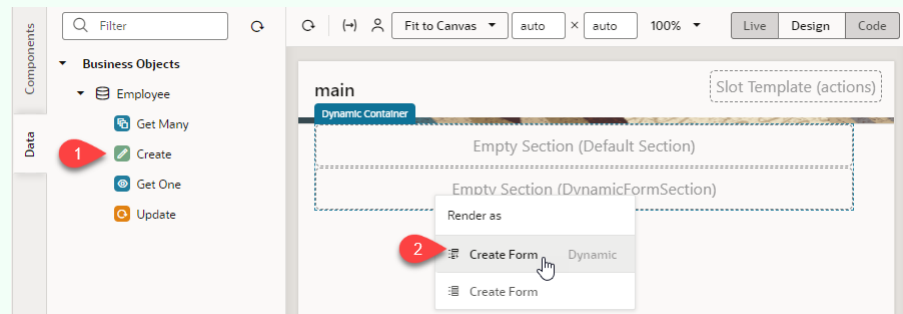 Components
Data
Filter
Business Objects
Employee
Get Many
1
Create
Get One
Update
Fit to Canvas
auto
×
auto
100%
Live
Design
Code
main
Slot Template (actions)
Dynamic Container
Empty Section (Default Section)
Empty Section (DynamicFormSection)
Render as
2
Create Form
Dynamic
Create Form